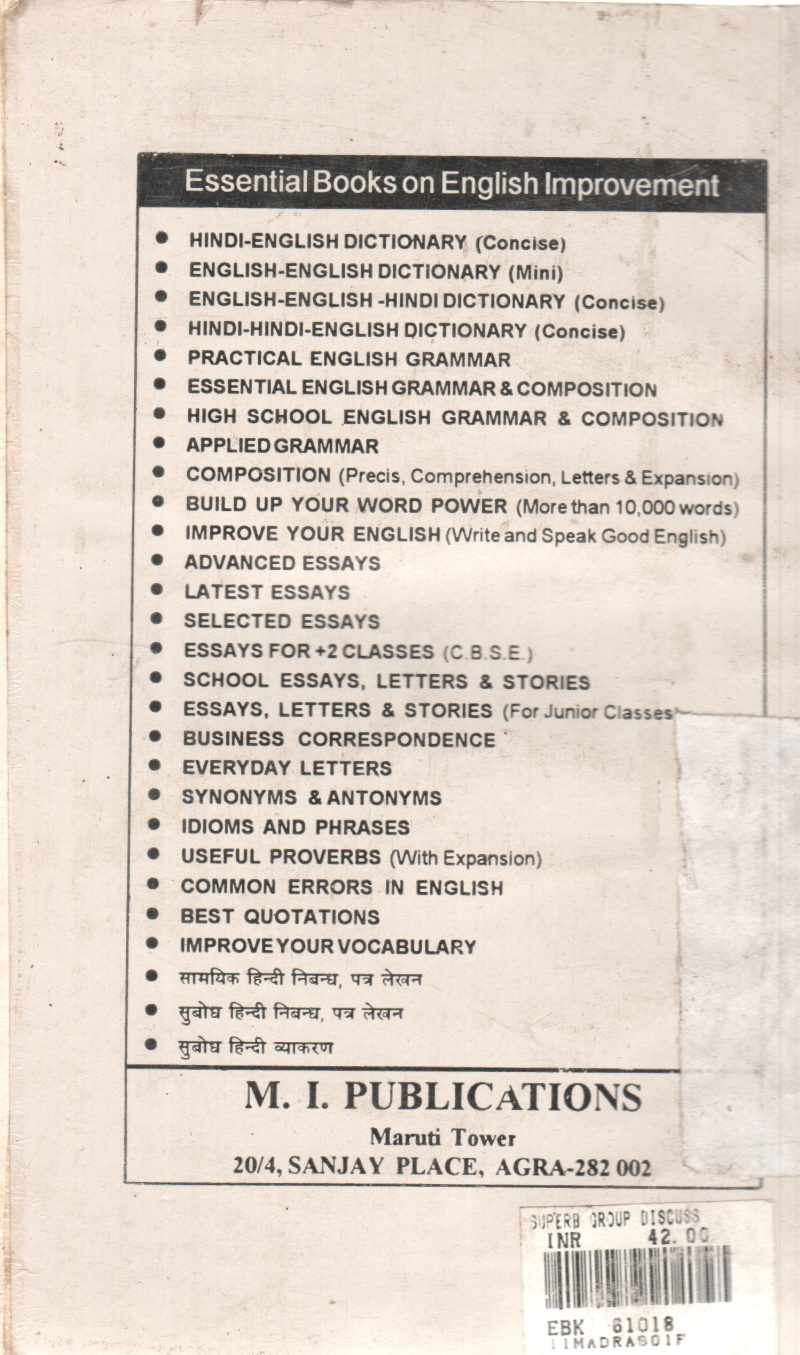 Essential Books on English Improvement
• HINDI-ENGLISH DICTIONARY (Concise)
• ENGLISH-ENGLISH DICTIONARY (Mini)
• ENGLISH-ENGLISH -HINDI DICTIONARY (Concise)
• HINDI-HINDI-ENGLISH DICTIONARY (Concise)
• PRACTICAL ENGLISH GRAMMAR
• ESSENTIAL ENGLISH GRAMMAR & COMPOSITION
• HIGH SCHOOL ENGLISH GRAMMAR & COMPOSITION
• APPLIED GRAMMAR
• COMPOSITION (Precis, Comprehension, Letters & Expansion)
• BUILD UP YOUR WORD POWER (More than 10,000 words)
• IMPROVE YOUR ENGLISH (Write and Speak Good English)
• ADVANCED ESSAYS
• LATEST ESSAYS
• SELECTED ESSAYS
• ESSAYS FOR +2 CLASSES (C.B.S.E.)
• SCHOOL ESSAYS, LETTERS & STORIES
• ESSAYS, LETTERS & STORIES (For Junior Classes
• BUSINESS CORRESPONDENCE
• EVERYDAY LETTERS
• SYNONYMS & ANTONYMS
• IDIOMS AND PHRASES
• USEFUL PROVERBS (With Expansion)
• COMMON ERRORS IN ENGLISH
• BEST QUOTATIONS
• IMPROVE YOUR VOCABULARY
• सामयिक हिन्दी निबन्ध, पत्र लेखन
• सुबोध हिन्दी निबन्ध, पत्र लेखन
• सुबोध हिन्दी व्याकरण
M. I. PUBLICATIONS
Maruti Tower
20/4, SANJAY PLACE, AGRA-282 002
SUPERB GROUP DISCUSS
INR 42.00
EBK 61018